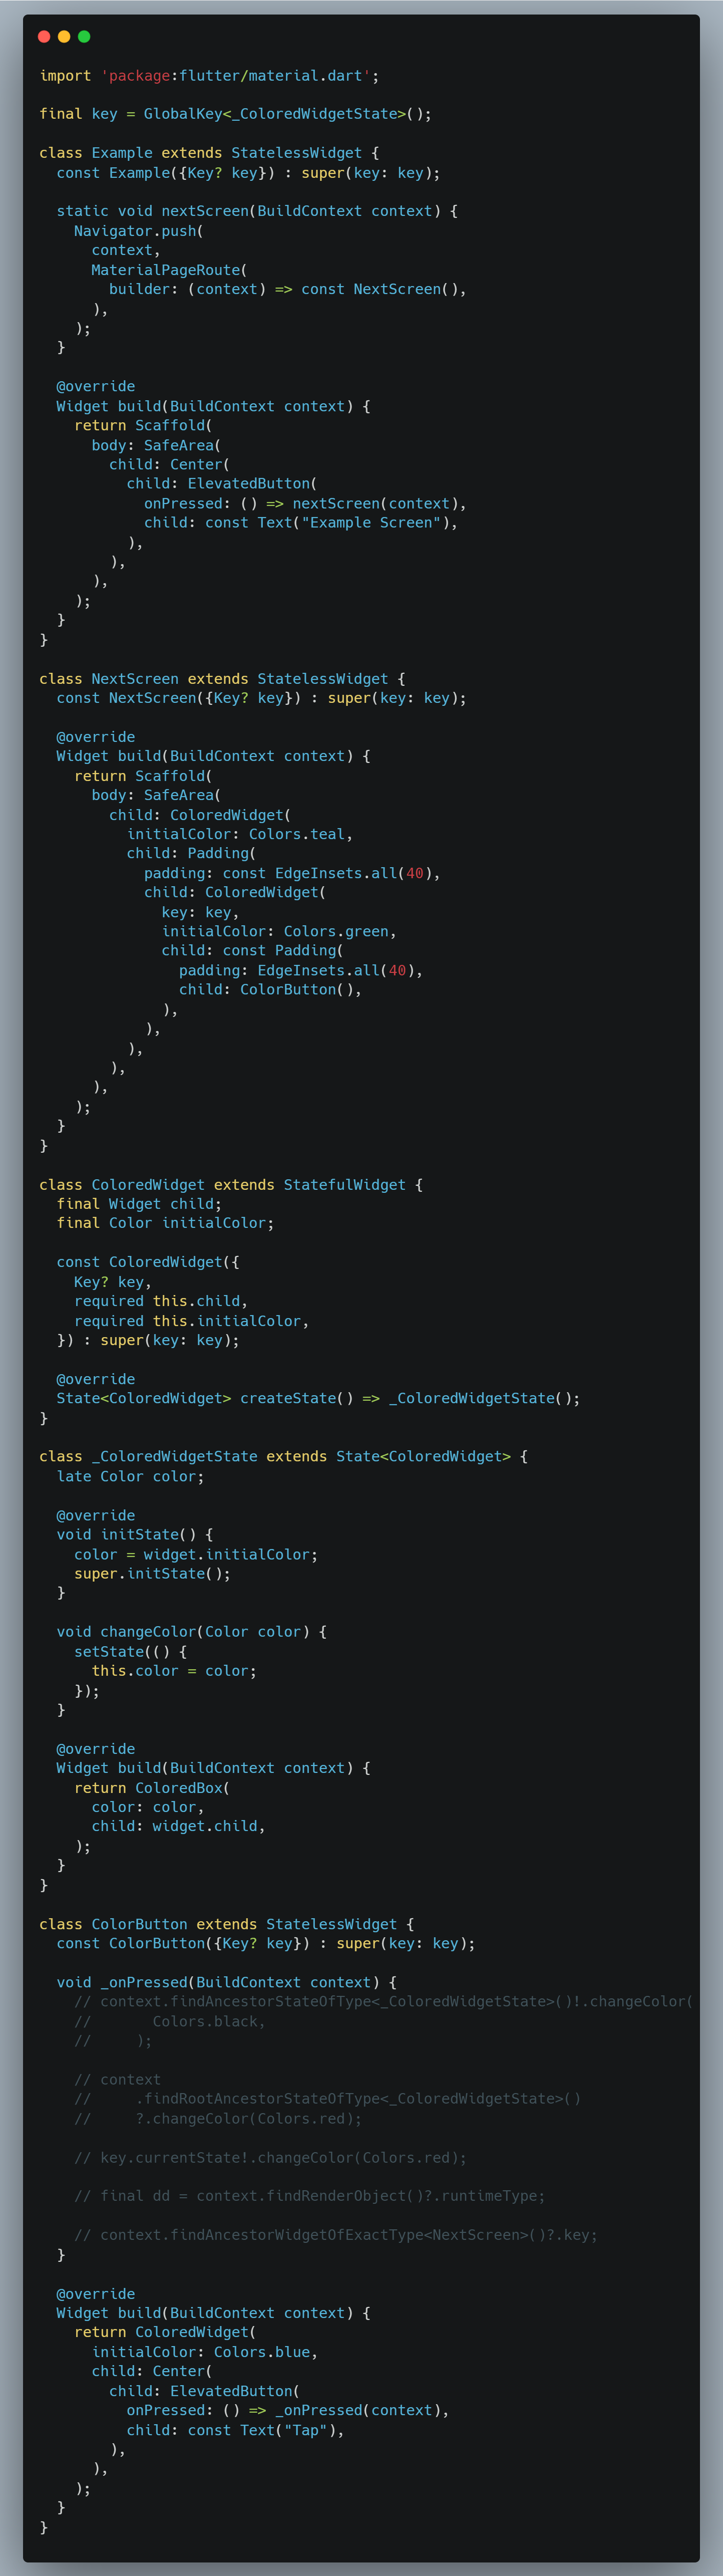 import 'package:flutter/material.dart';

final key = GlobalKey<_ColoredWidgetState>();

class Example extends StatelessWidget {
  const Example({Key? key}) : super(key: key);

  static void nextScreen(BuildContext context) {
    Navigator.push(
      context,
      MaterialPageRoute(
        builder: (context) => const NextScreen(),
      ),
    );
  }

  @override
  Widget build(BuildContext context) {
    return Scaffold(
      body: SafeArea(
        child: Center(
          child: ElevatedButton(
            onPressed: () => nextScreen(context),
            child: const Text("Example Screen"),
          ),
        ),
      ),
    );
  }
}

class NextScreen extends StatelessWidget {
  const NextScreen({Key? key}) : super(key: key);

  @override
  Widget build(BuildContext context) {
    return Scaffold(
      body: SafeArea(
        child: ColoredWidget(
          initialColor: Colors.teal,
          child: Padding(
            padding: const EdgeInsets.all(40),
            child: ColoredWidget(
              key: key,
              initialColor: Colors.green,
              child: const Padding(
                padding: EdgeInsets.all(40),
                child: ColorButton(),
              ),
            ),
          ),
        ),
      ),
    );
  }
}

class ColoredWidget extends StatefulWidget {
  final Widget child;
  final Color initialColor;

  const ColoredWidget({
    Key? key,
    required this.child,
    required this.initialColor,
  }) : super(key: key);

  @override
  State<ColoredWidget> createState() => _ColoredWidgetState();
}

class _ColoredWidgetState extends State<ColoredWidget> {
  late Color color;

  @override
  void initState() {
    color = widget.initialColor;
    super.initState();
  }

  void changeColor(Color color) {
    setState(() {
      this.color = color;
    });
  }

  @override
  Widget build(BuildContext context) {
    return ColoredBox(
      color: color,
      child: widget.child,
    );
  }
}

class ColorButton extends StatelessWidget {
  const ColorButton({Key? key}) : super(key: key);

  void _onPressed(BuildContext context) {
    // context.findAncestorStateOfType<_ColoredWidgetState>()!.changeColor(
    //       Colors.black,
    //     );

    // context
    //     .findRootAncestorStateOfType<_ColoredWidgetState>()
    //     ?.changeColor(Colors.red);

    // key.currentState!.changeColor(Colors.red);

    // final dd = context.findRenderObject()?.runtimeType;

    // context.findAncestorWidgetOfExactType<NextScreen>()?.key;
  }

  @override
  Widget build(BuildContext context) {
    return ColoredWidget(
      initialColor: Colors.blue,
      child: Center(
        child: ElevatedButton(
          onPressed: () => _onPressed(context),
          child: const Text("Tap"),
        ),
      ),
    );
  }
}